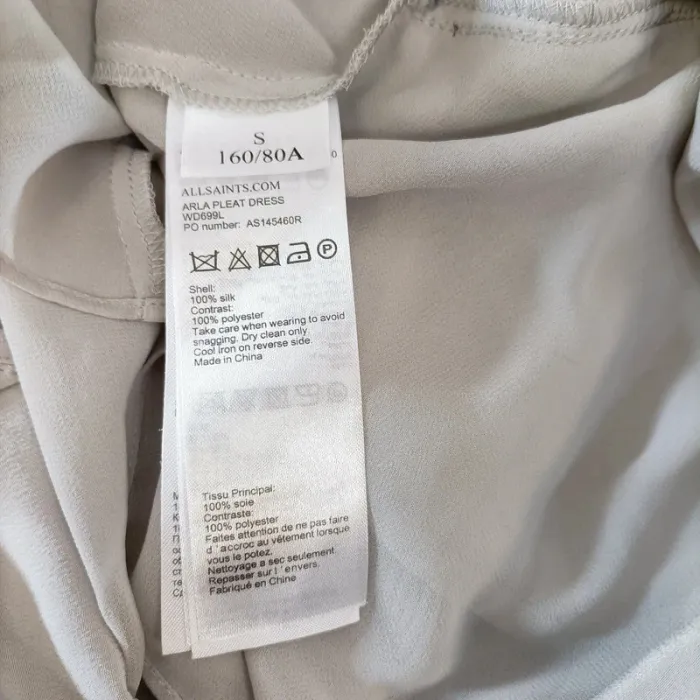 S
160/80A
ALLSAINTS.COM
ARLA PLEAT DRESS
WD699L
PO number: AS145460R
P
Shell:
100% silk
Contrast:
100% polyester
Take care when wearing to avoid
snagging. Dry clean only
Cool iron on reverse side
Made in China
Tissu Principal:
100% soie
Contraste:
100% polyester
Faites attention de ne pas faire
d'accroc au vêtement lorsque
vous le potez.
Nettoyage a sec seulement.
Repasser sur l'envers.
Fabriqué en Chine